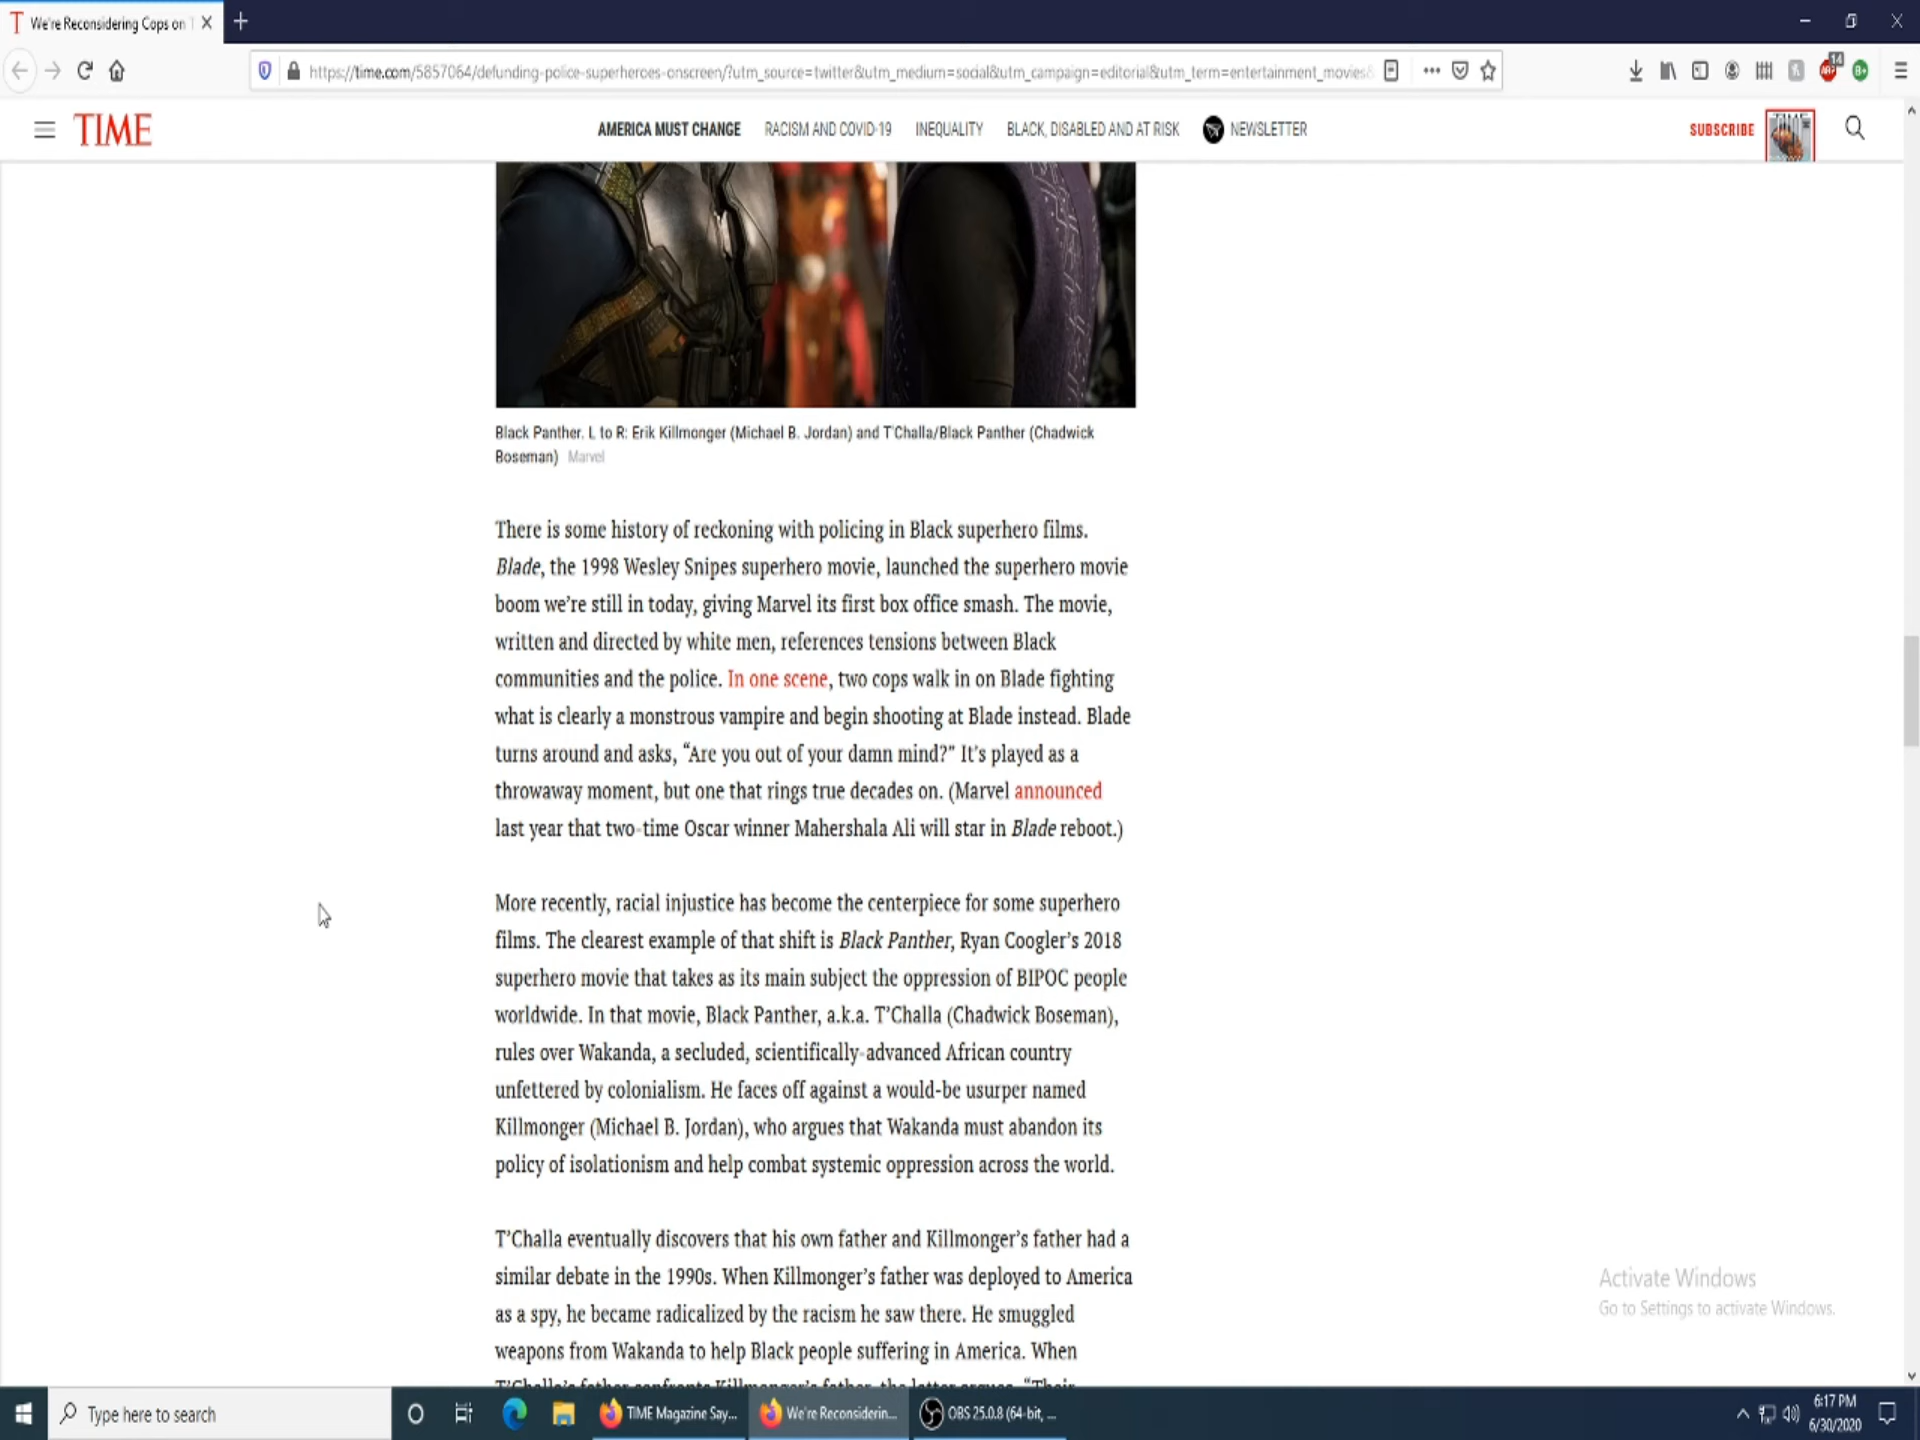 We're Reconsidering Cops on T
https://time.com/5857064/defunding-police-superheroes-onscreen/?utm_source=twitter&utm_medium=social&utm_campaign=editorial&utm_term=entertainment_movies&
14
TIME
AMERICA MUST CHANGE
RACISM AND COVID-19
INEQUALITY
BLACK, DISABLED AND AT RISK
NEWSLETTER
SUBSCRIBE
Black Panther. L to R: Erik Killmonger (Michael B. Jordan) and T'Challa/Black Panther (Chadwick
Boseman) Marvel
There is some history of reckoning with policing in Black superhero films.
Blade, the 1998 Wesley Snipes superhero movie, launched the superhero movie
boom we’re still in today, giving Marvel its first box office smash. The movie,
written and directed by white men, references tensions between Black
communities and the police. In one scene, two cops walk in on Blade fighting
what is clearly a monstrous vampire and begin shooting at Blade instead. Blade
turns around and asks, “Are you out of your damn mind?” It’s played as a
throwaway moment, but one that rings true decades on. (Marvel announced
last year that two-time Oscar winner Mahershala Ali will star in Blade reboot.)
More recently, racial injustice has become the centerpiece for some superhero
films. The clearest example of that shift is Black Panther, Ryan Coogler’s 2018
superhero movie that takes as its main subject the oppression of BIPOC people
worldwide. In that movie, Black Panther, a.k.a. T’Challa (Chadwick Boseman),
rules over Wakanda, a secluded, scientifically-advanced African country
unfettered by colonialism. He faces off against a would-be usurper named
Killmonger (Michael B. Jordan), who argues that Wakanda must abandon its
policy of isolationism and help combat systemic oppression across the world.
T’Challa eventually discovers that his own father and Killmonger’s father had a
similar debate in the 1990s. When Killmonger’s father was deployed to America
as a spy, he became radicalized by the racism he saw there. He smuggled
weapons from Wakanda to help Black people suffering in America. When
T’Challa’s father confronts Killmonger’s father, the latter argues, “Their
Activate Windows
Go to Settings to activate Windows.
Type here to search
TIME Magazine Say...
We're Reconsiderin...
OBS 25.0.8 (64-bit, ...
6:17 PM
6/30/2020